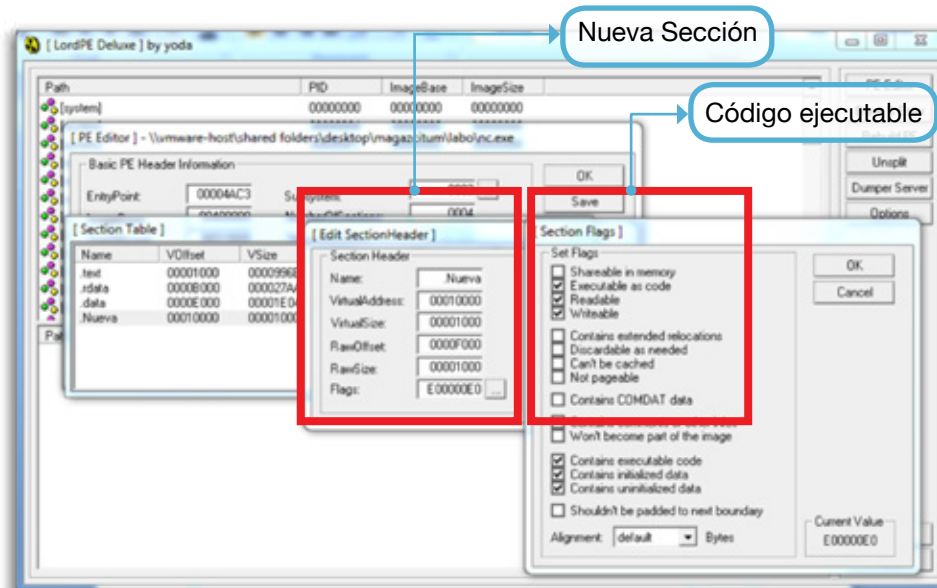 Nueva Sección
[ LordPE Deluxe ] by yoda
Path PID ImageBase ImageSize
[system] 00000000 00000000 00000000
Código ejecutable
[ PE Editor ] - \\vmware-host\shared folders\desktop\magazcitum\labo\nc.exe
Basic PE Header Information
EntryPoint: 00004AC3
OK
Save
Unsplit
Dumper Server
Options
[ Section Table ]
Name VOffset VSize
.text 00001000
.rdata 0000B000
.data 0000E000
.Nueva 00010000 00001000
[ Edit SectionHeader ]
Section Header
Name: .Nueva
VirtualAddress: 00010000
VirtualSize: 00001000
RawOffset: 0000F000
RawSize: 00001000
Flags: E00000E0 ...
[ Section Flags ]
Set Flags
Shareable in memory
Executable as code
Readable
Writeable
Contains extended relocations
Discardable as needed
Can't be cached
Not pageable
Contains COMDAT data
Won't become part of the image
Contains executable code
Contains initialized data
Contains uninitialized data
Shouldn't be padded to next boundary
Alignment: default Bytes
OK
Cancel
Current Value
E00000E0